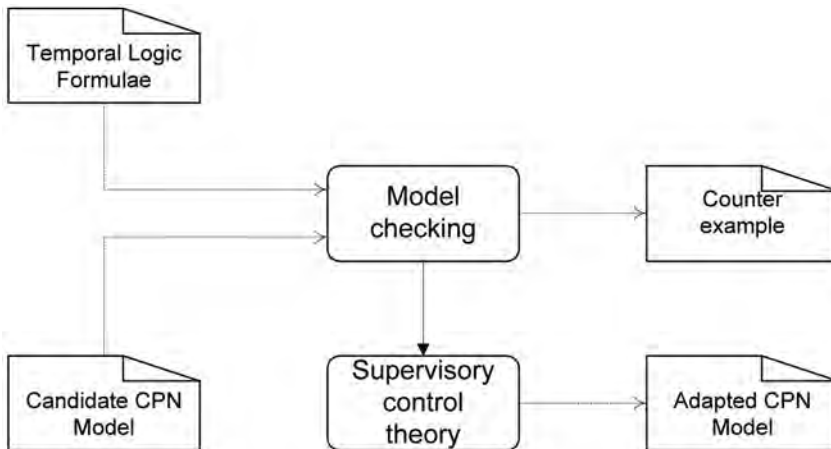 Temporal Logic
Formulae
Model
checking
Counter
example
Candidate CPN
Model
Supervisory
control
theory
Adapted CPN
Model